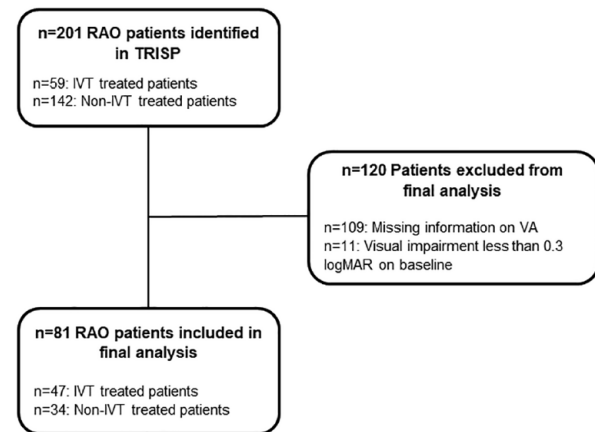 n=201 RAO patients identified
in TRISP
n=59: IVT treated patients
n=142: Non-IVT treated patients
n=120 Patients excluded from
final analysis
n=109: Missing information on VA
n=11: Visual impairment less than 0.3
logMAR on baseline
n=81 RAO patients included in
final analysis
n=47: IVT treated patients
n=34: Non-IVT treated patients